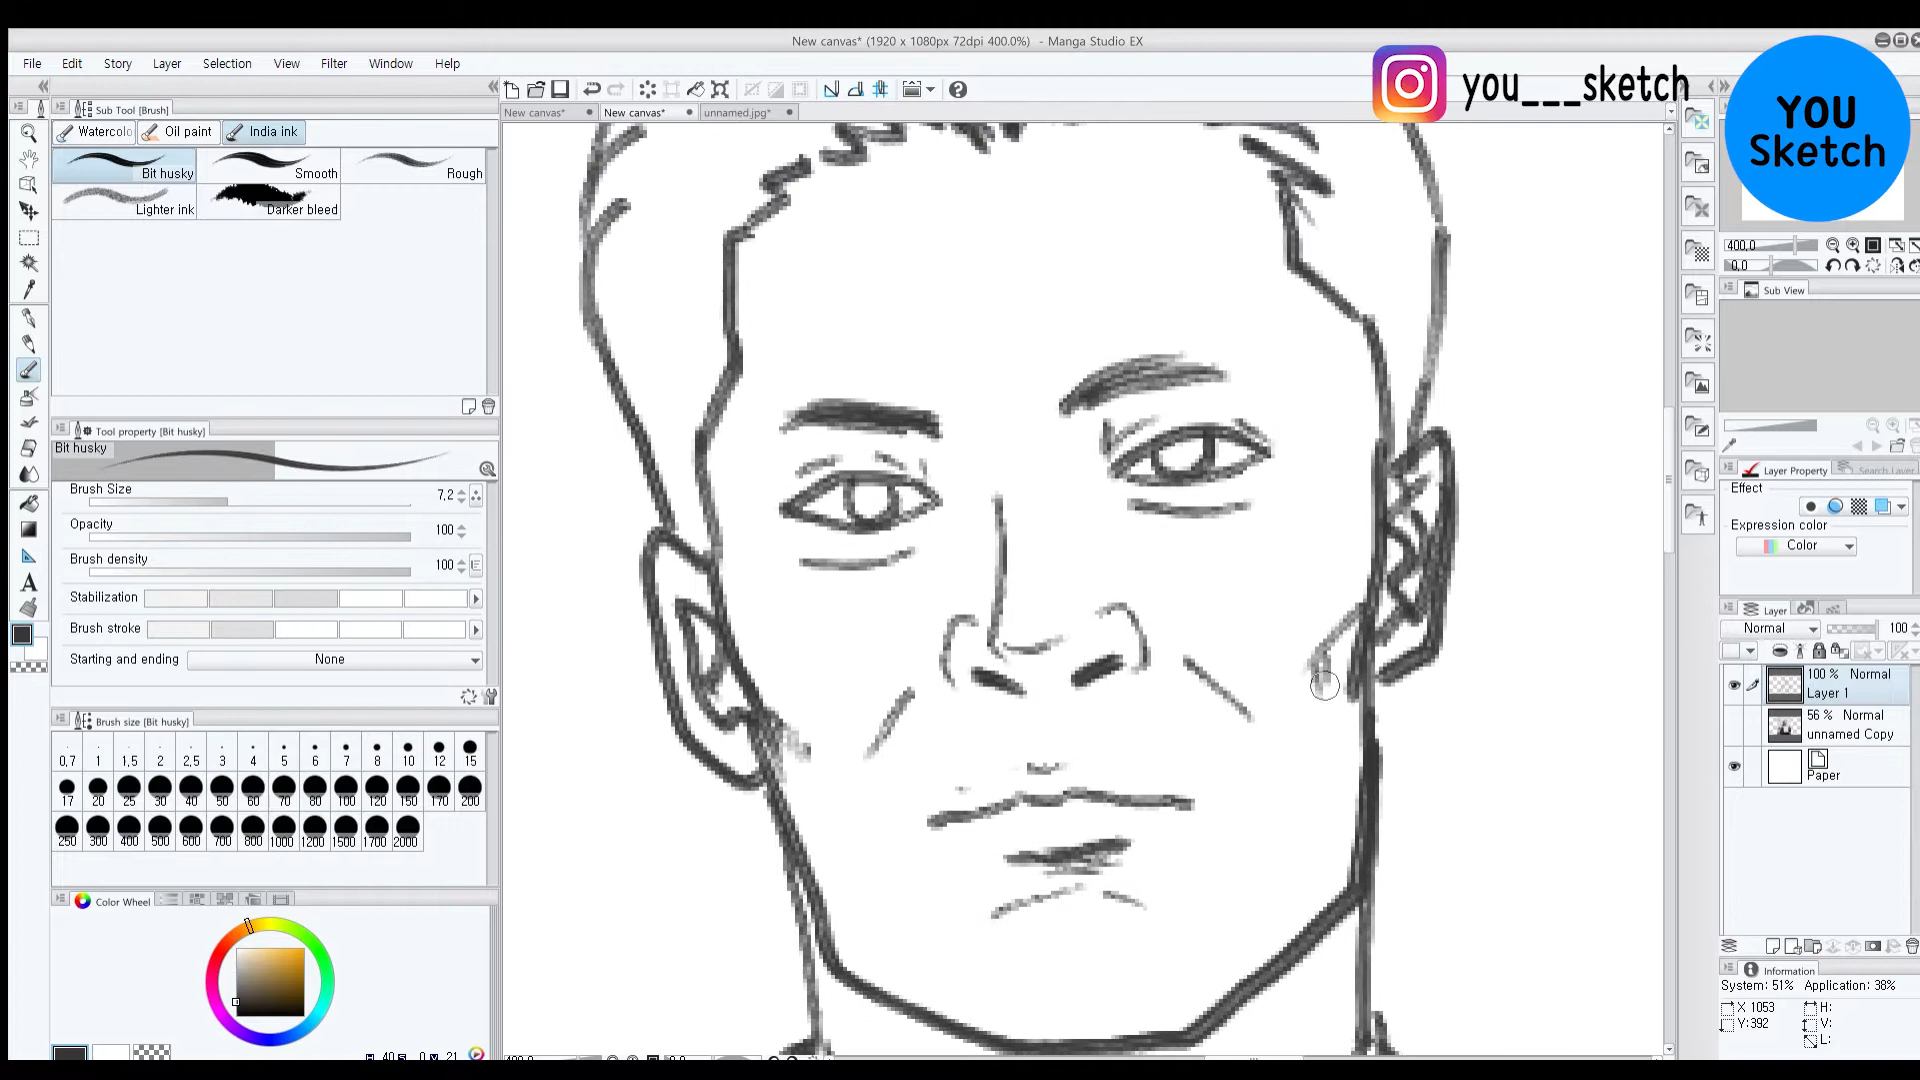 New canvas* (1920 x 1080px 72dpi 400.0%) - Manga Studio EX
File Edit Story Layer Selection View Filter Window Help
you___sketch
YOU
Sketch
Sub Tool [Brush]
New canvas* New canvas* unnamed.jpg*
Watercolo Oil paint India ink
Bit husky Smooth Rough
Lighter ink Darker bleed
400.0
0.0
Sub View
Tool property [Bit husky]
Bit husky
Brush Size 7.2
Opacity 100
Brush density 100
Stabilization
Brush stroke
Starting and ending None
Layer Property Search Layer
Effect
Expression color
Color
Layer
Normal 100
100 % Normal
Layer 1
56 % Normal
unnamed Copy
Paper
Brush size [Bit husky]
0.7 1 1.5 2 2.5 3 4 5 6 7 8 10 12 15
17 20 25 30 40 50 60 70 80 100 120 150 170 200
250 300 400 500 600 700 800 1000 1200 1500 1700 2000
Color Wheel
Information
System: 51% Application: 38%
X 1053 H:
Y:392 V:
L: